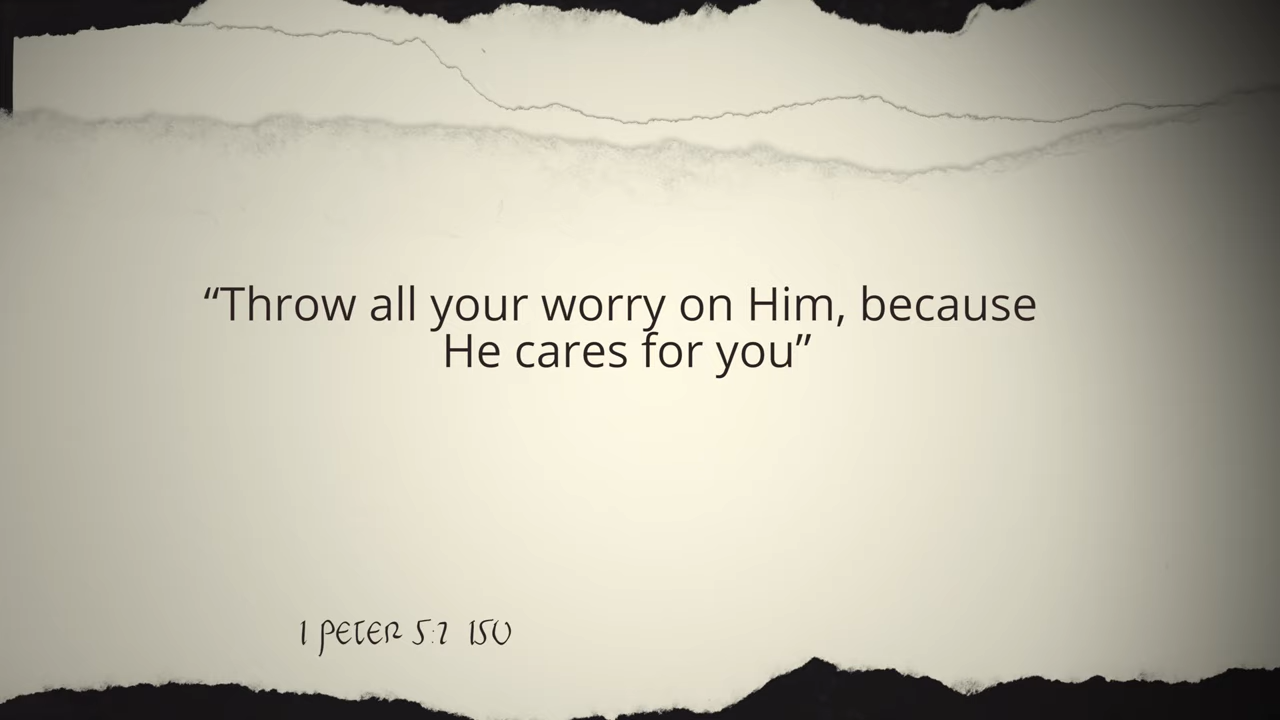 “Throw all your worry on Him, because
He cares for you”
1 PETER 5:7 ISV